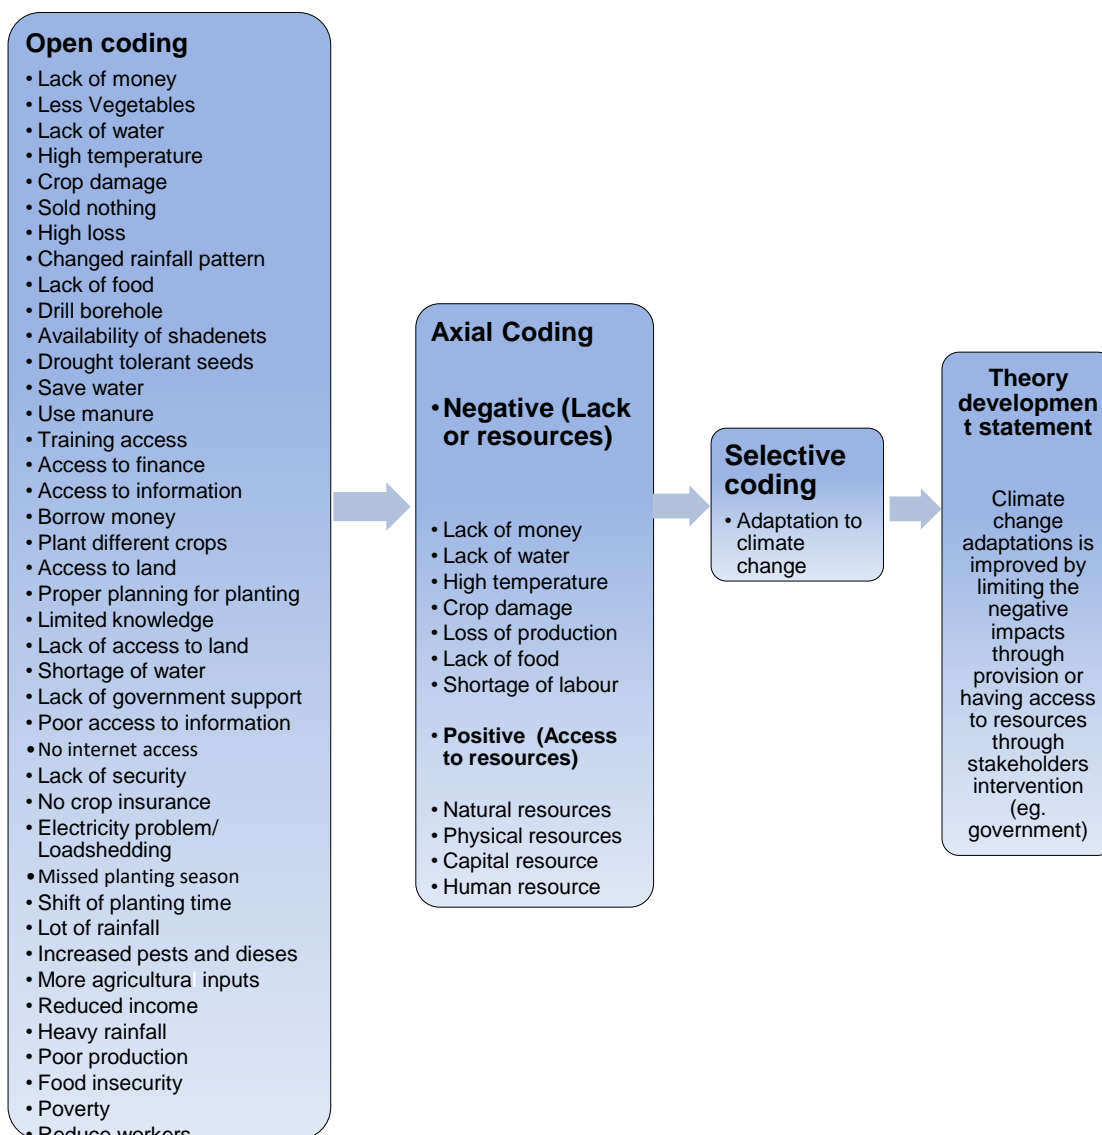 Open coding
• Lack of money
• Less Vegetables
• Lack of water
• High temperature
• Crop damage
• Sold nothing
• High loss
• Changed rainfall pattern
• Lack of food
• Drill borehole
• Availability of shadenets
• Drought tolerant seeds
• Save water
• Use manure
• Training access
• Access to finance
• Access to information
• Borrow money
• Plant different crops
• Access to land
• Proper planning for planting
• Limited knowledge
• Lack of access to land
• Shortage of water
• Lack of government support
• Poor access to information
• No internet access
• Lack of security
• No crop insurance
• Electricity problem/
Loadshedding
• Missed planting season
• Shift of planting time
• Lot of rainfall
• Increased pests and dieses
• More agricultural inputs
• Reduced income
• Heavy rainfall
• Poor production
• Food insecurity
• Poverty
• Reduce workers
Axial Coding
• Negative (Lack
or resources)
• Lack of money
• Lack of water
• High temperature
• Crop damage
• Loss of production
• Lack of food
• Shortage of labour
• Positive (Access
to resources)
• Natural resources
• Physical resources
• Capital resource
• Human resource
Selective
coding
• Adaptation to
climate
change
Theory
developmen
t statement
Climate
change
adaptations is
improved by
limiting the
negative
impacts
through
provision or
having access
to resources
through
stakeholders
intervention
(eg.
government)